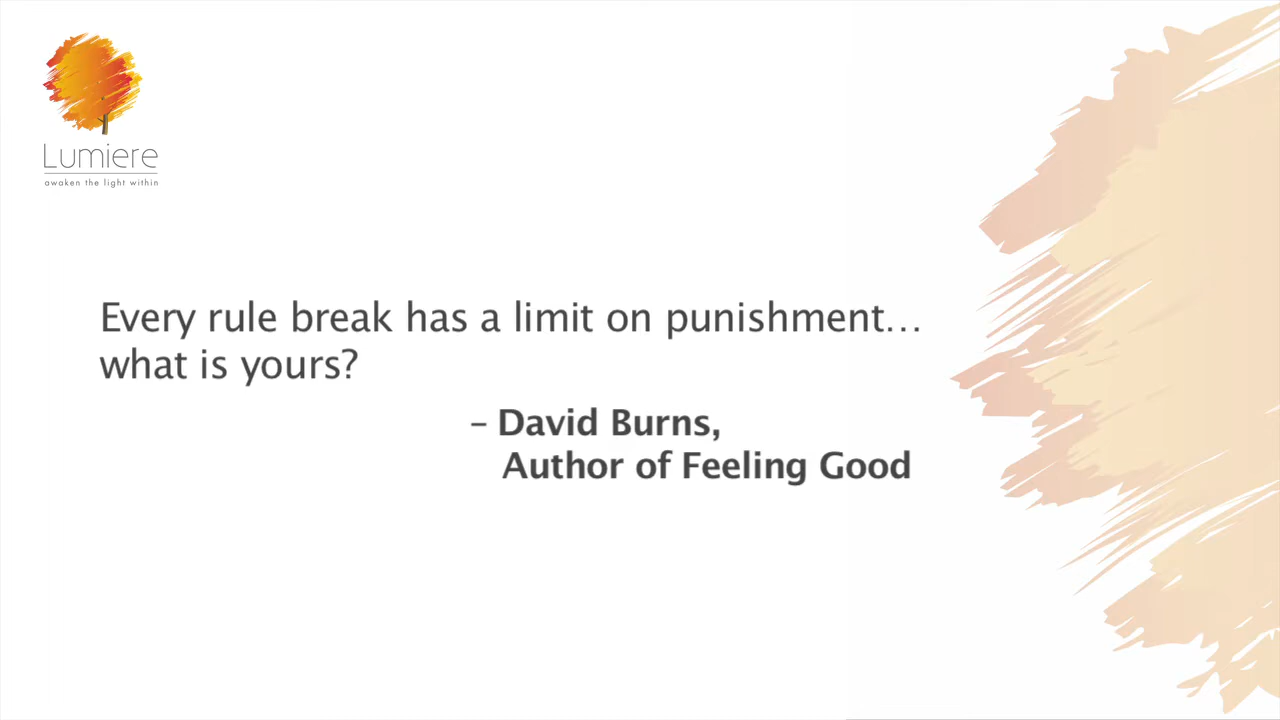 Lumiere
awaken the light within
Every rule break has a limit on punishment…
what is yours?
– David Burns,
Author of Feeling Good